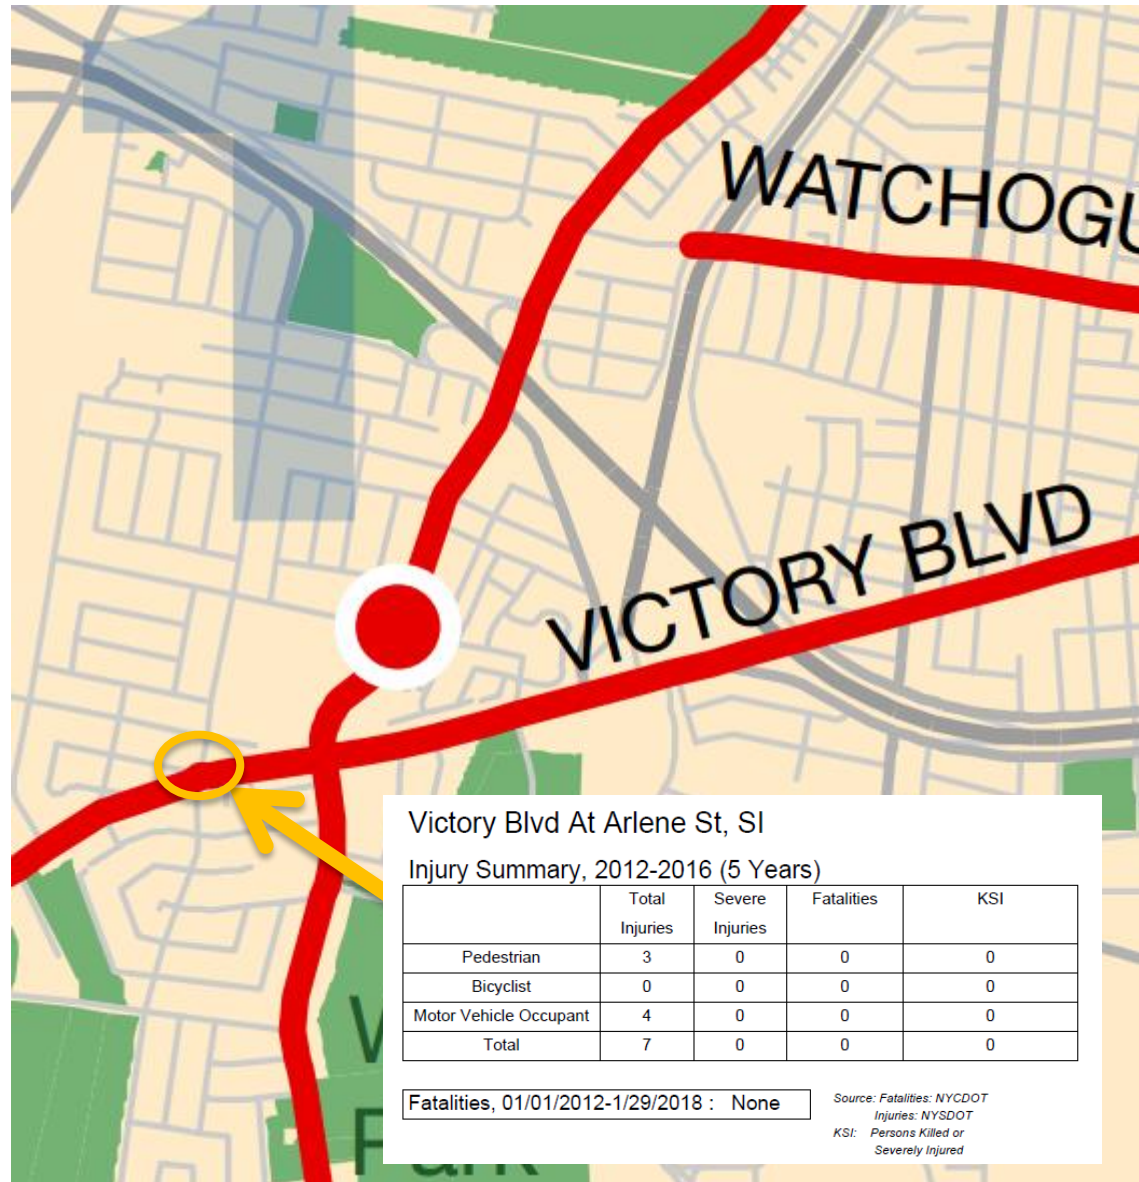 WATCHOGU
VICTORY BLVD
Victory Blvd At Arlene St, SI
Injury Summary, 2012-2016 (5 Years)
Total Injuries Severe Injuries Fatalities KSI
Pedestrian 3 0 0 0
Bicyclist 0 0 0 0
Motor Vehicle Occupant 4 0 0 0
Total 7 0 0 0
Fatalities, 01/01/2012-1/29/2018 : None
Source: Fatalities: NYCDOT
Injuries: NYSDOT
KSI: Persons Killed or
Severely Injured
Park